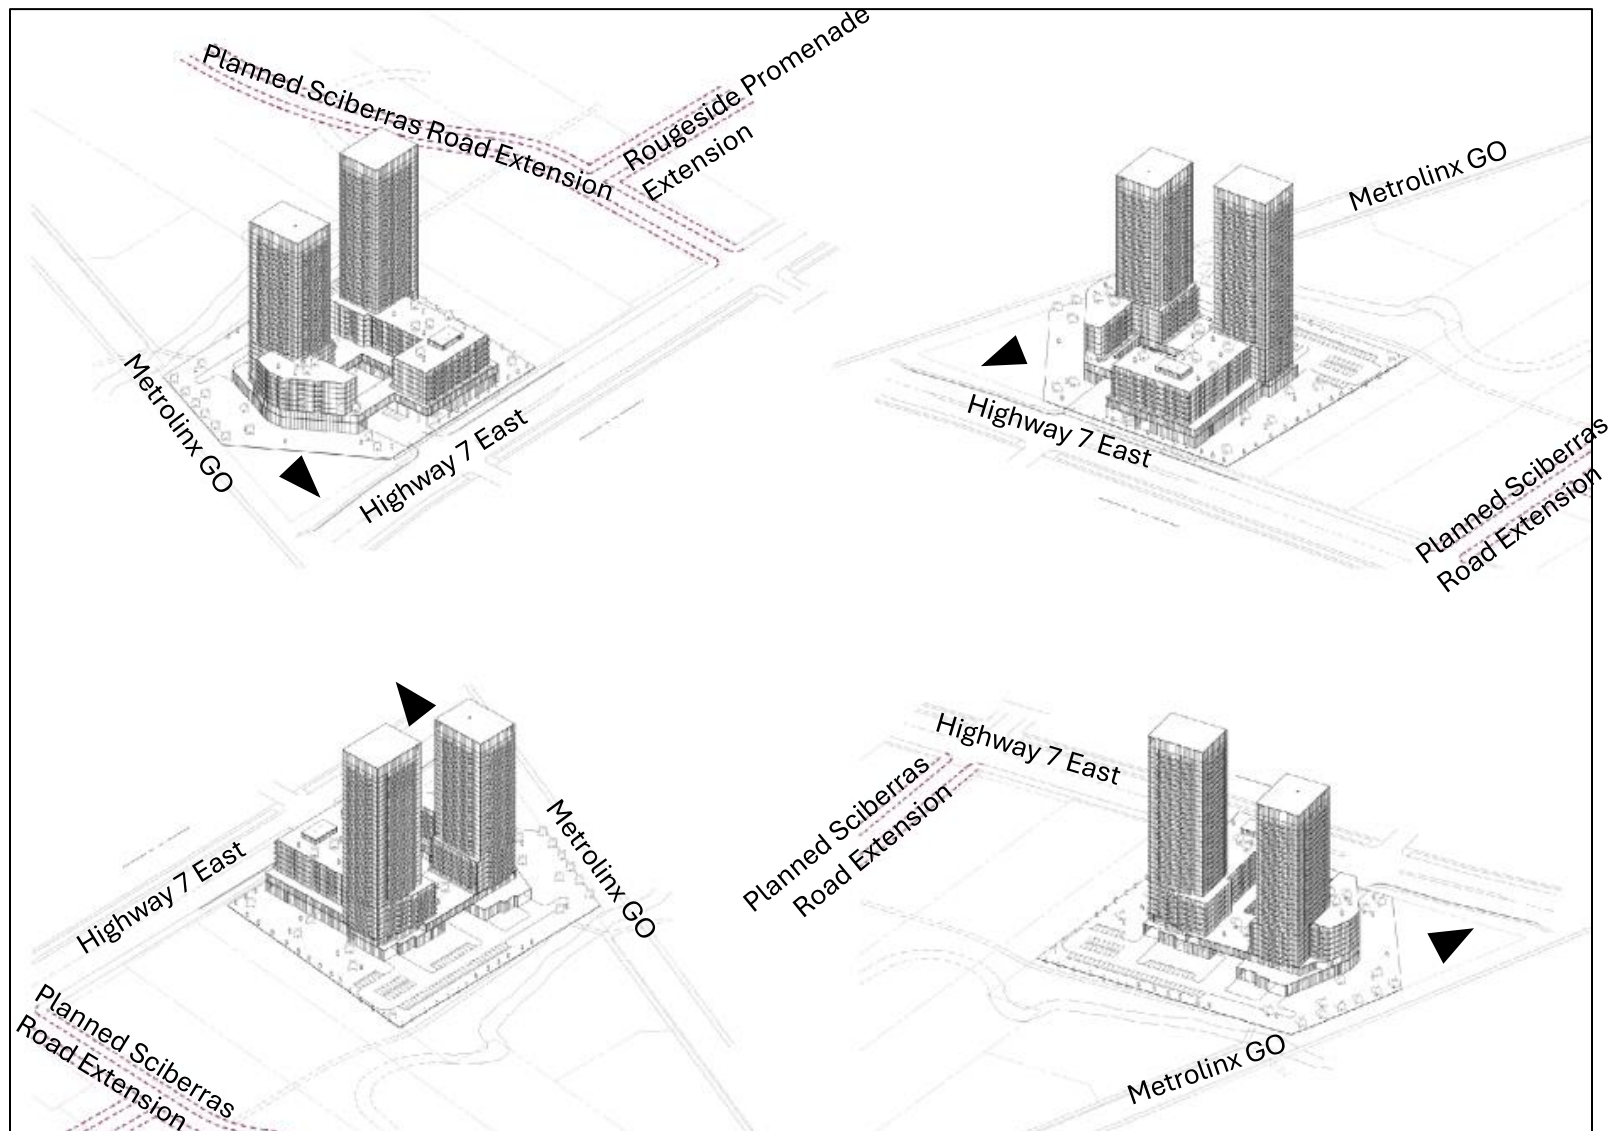 Planned Sciberras Road Extension
Rougeside Promenade
Extension
Metrolinx GO
Highway 7 East
Metrolinx GO
Highway 7 East
Planned Sciberras
Road Extension
Highway 7 East
Metrolinx GO
Planned Sciberras
Road Extension
Highway 7 East
Planned Sciberras
Road Extension
Metrolinx GO